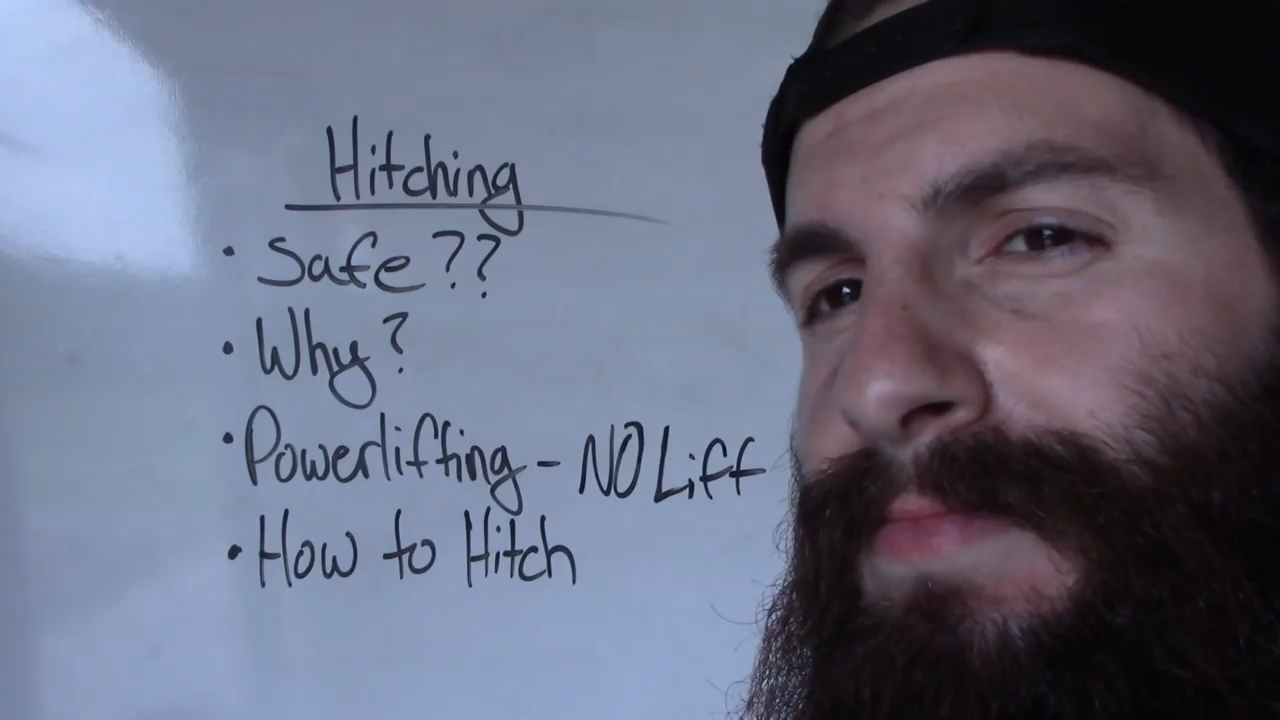 Hitching
• Safe??
• Why?
• Powerlifting - NO Lift
• How to Hitch